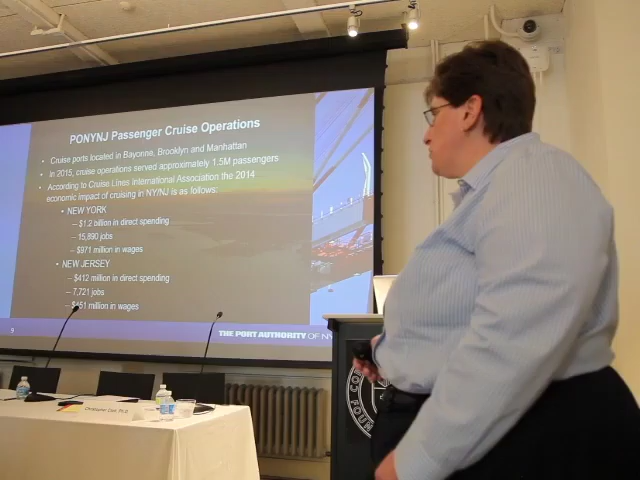 PONYNJ Passenger Cruise Operations
• Cruise ports located in Bayonne, Brooklyn and Manhattan
• In 2015, cruise operations served approximately 1.5M passengers
• According to Cruise Lines International Association the 2014
economic impact of cruising in NY/NJ is as follows:
• NEW YORK
– $1.2 billion in direct spending
– 15,890 jobs
– $971 million in wages
• NEW JERSEY
– $412 million in direct spending
– 7,721 jobs
– $451 million in wages
9
THE PORT AUTHORITY OF NY
Christopher